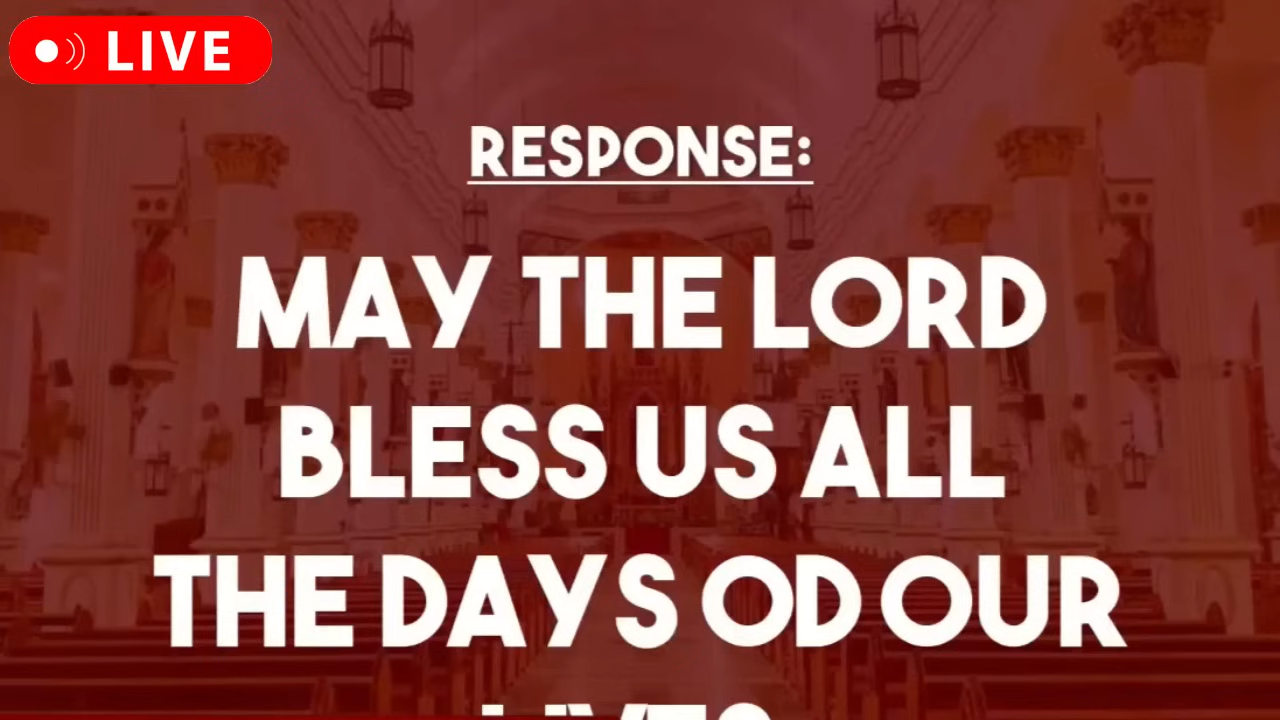 LIVE
RESPONSE:
MAY THE LORD
BLESS US ALL
THE DAYS OD OUR